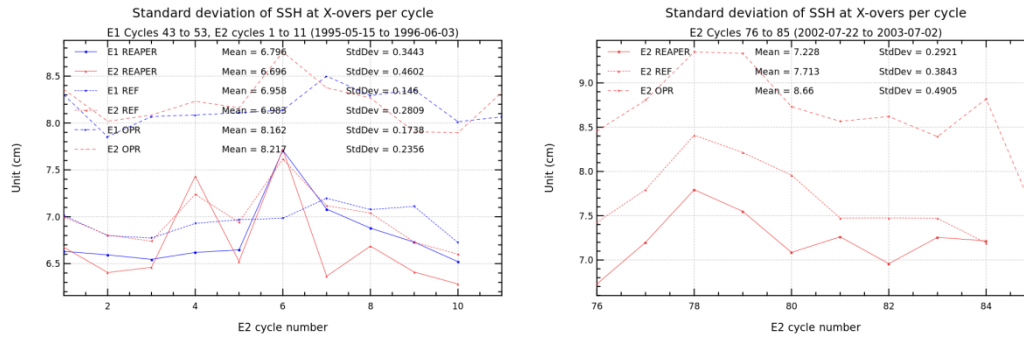 Standard deviation of SSH at X-overs per cycle
E1 Cycles 43 to 53, E2 cycles 1 to 11 (1995-05-15 to 1996-06-03)
E1 REAPER Mean = 6.796 StdDev = 0.3443
E2 REAPER Mean = 6.696 StdDev = 0.4602
E1 REF Mean = 6.958 StdDev = 0.146
E2 REF Mean = 6.983 StdDev = 0.2809
E1 OPR Mean = 8.162 StdDev = 0.1738
E2 OPR Mean = 8.217 StdDev = 0.2356
Unit (cm)
8.5
8.0
7.5
7.0
6.5
2 4 6 8 10
E2 cycle number
Standard deviation of SSH at X-overs per cycle
E2 Cycles 76 to 85 (2002-07-22 to 2003-07-02)
E2 REAPER Mean = 7.228 StdDev = 0.2921
E2 REF Mean = 7.713 StdDev = 0.3843
E2 OPR Mean = 8.66 StdDev = 0.4905
Unit (cm)
9.0
8.5
8.0
7.5
7.0
76 78 80 82 84
E2 cycle number